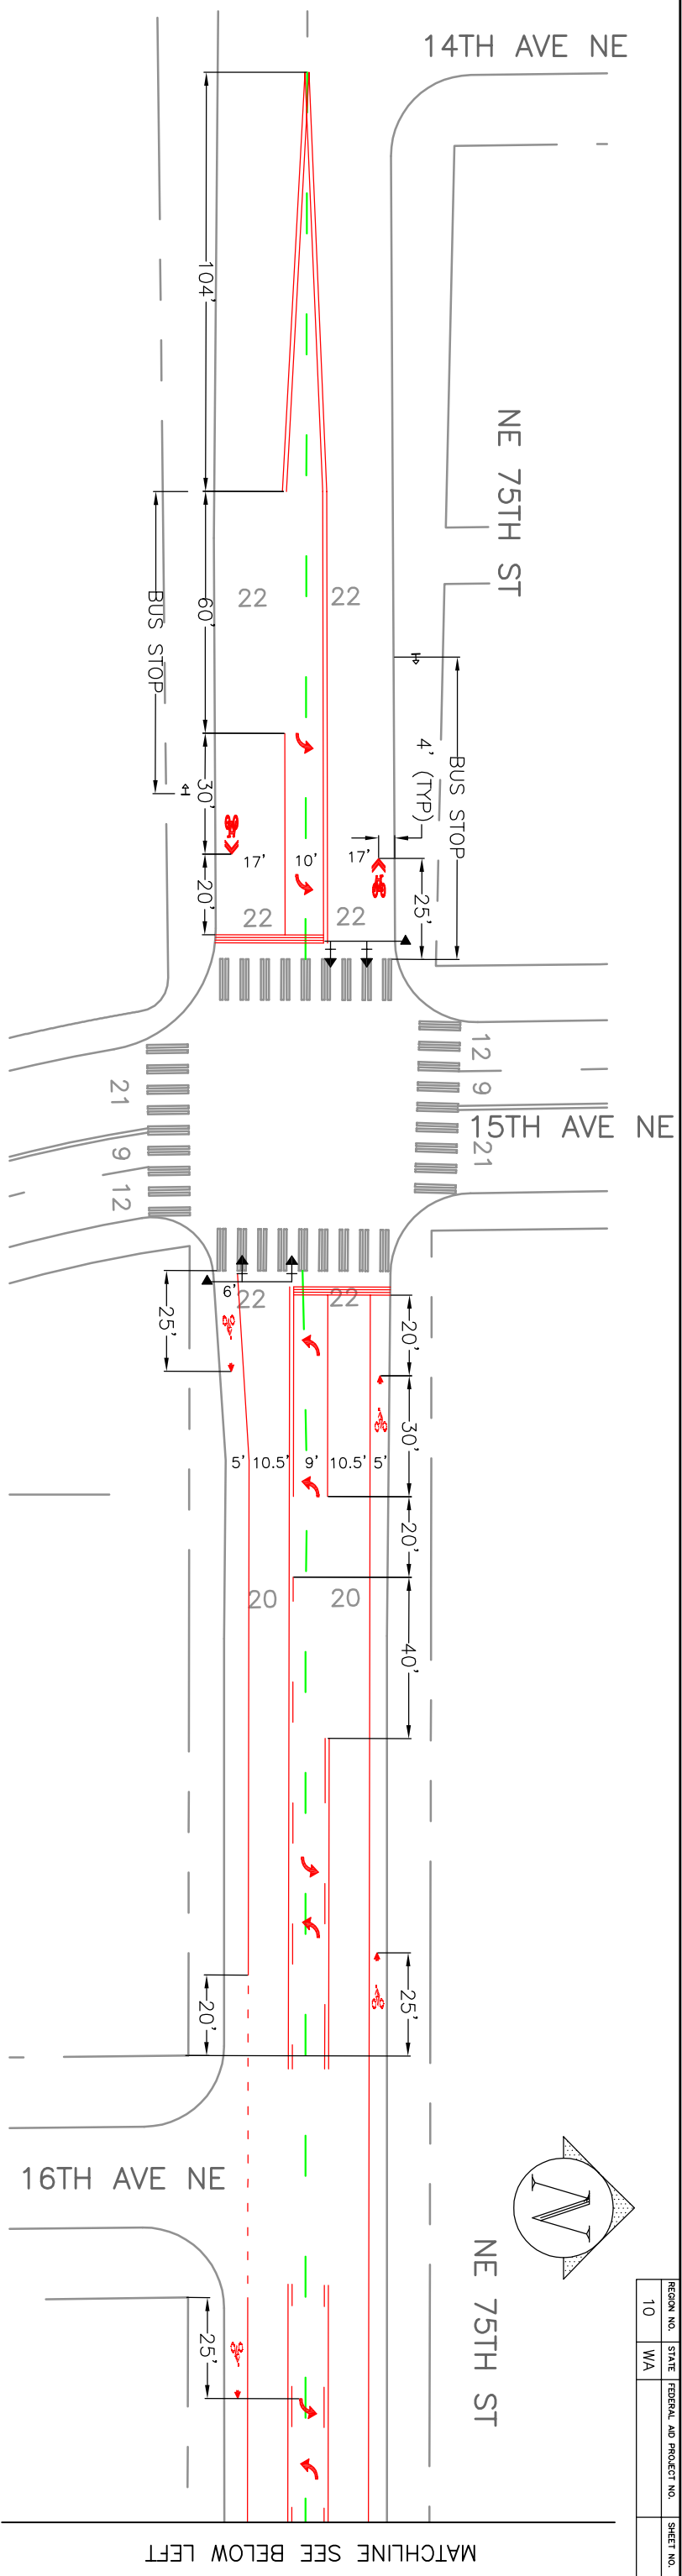 14TH AVE NE
104'
NE 75TH ST
22
22
60'
BUS STOP
BUS STOP
4' (TYP)
30'
17'
10'
17'
25'
20'
22
22
12
9
21
15TH AVE NE
21
9
12
6'
22
22
25'
20'
30'
5'
10.5'
9'
10.5'
5'
20'
20
20
40'
25'
20'
16TH AVE NE
N
NE 75TH ST
25'
REGION NO.
STATE
FEDERAL AID PROJECT NO.
SHEET NO.
10
WA
MATCHLINE SEE BELOW LEFT